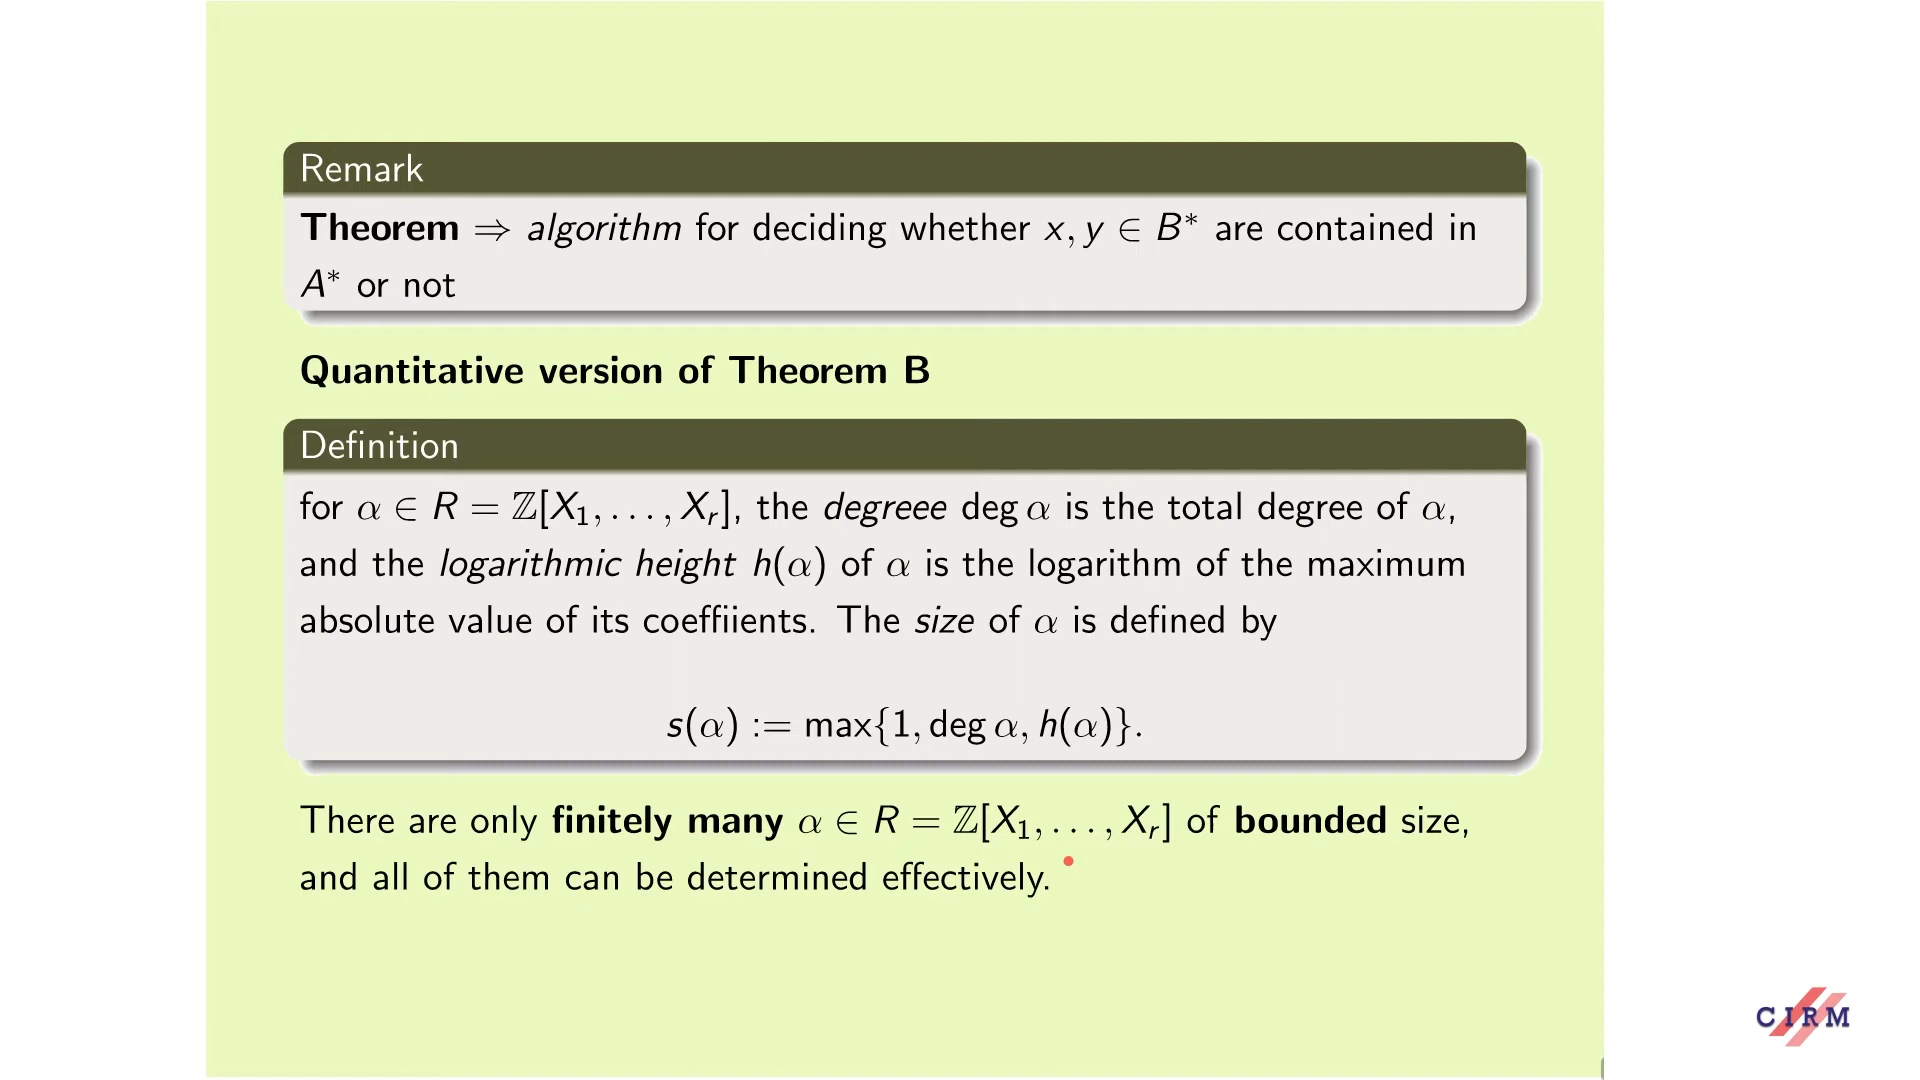 Remark
Theorem ⇒ algorithm for deciding whether x, y ∈ B* are contained in
A* or not
Quantitative version of Theorem B
Definition
for α ∈ R = ℤ[X₁, . . . , Xᵣ], the degreee deg α is the total degree of α,
and the logarithmic height h(α) of α is the logarithm of the maximum
absolute value of its coeffiients. The size of α is defined by
s(α) := max{1, deg α, h(α)}.
There are only finitely many α ∈ R = ℤ[X₁, . . . , Xᵣ] of bounded size,
and all of them can be determined effectively.
CIRM